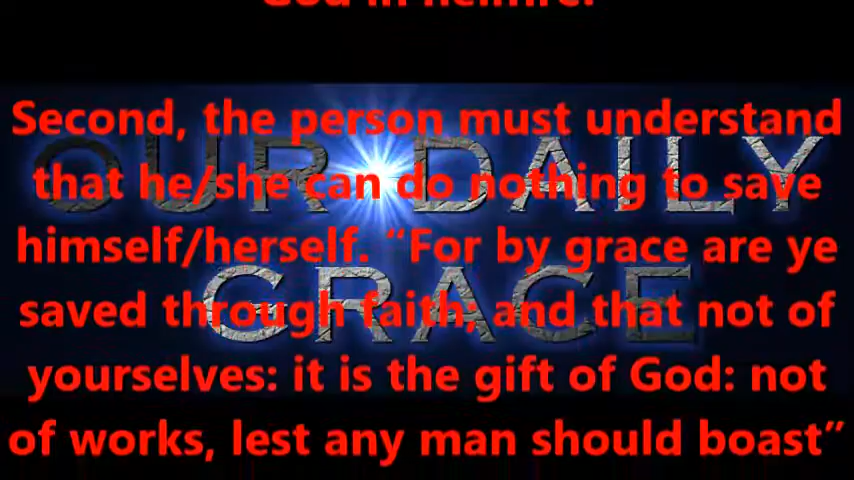 God in hellfire.
Second, the person must understand
that he/she can do nothing to save
himself/herself. “For by grace are ye
saved through faith; and that not of
yourselves: it is the gift of God: not
of works, lest any man should boast”
OUR DAILY
GRACE